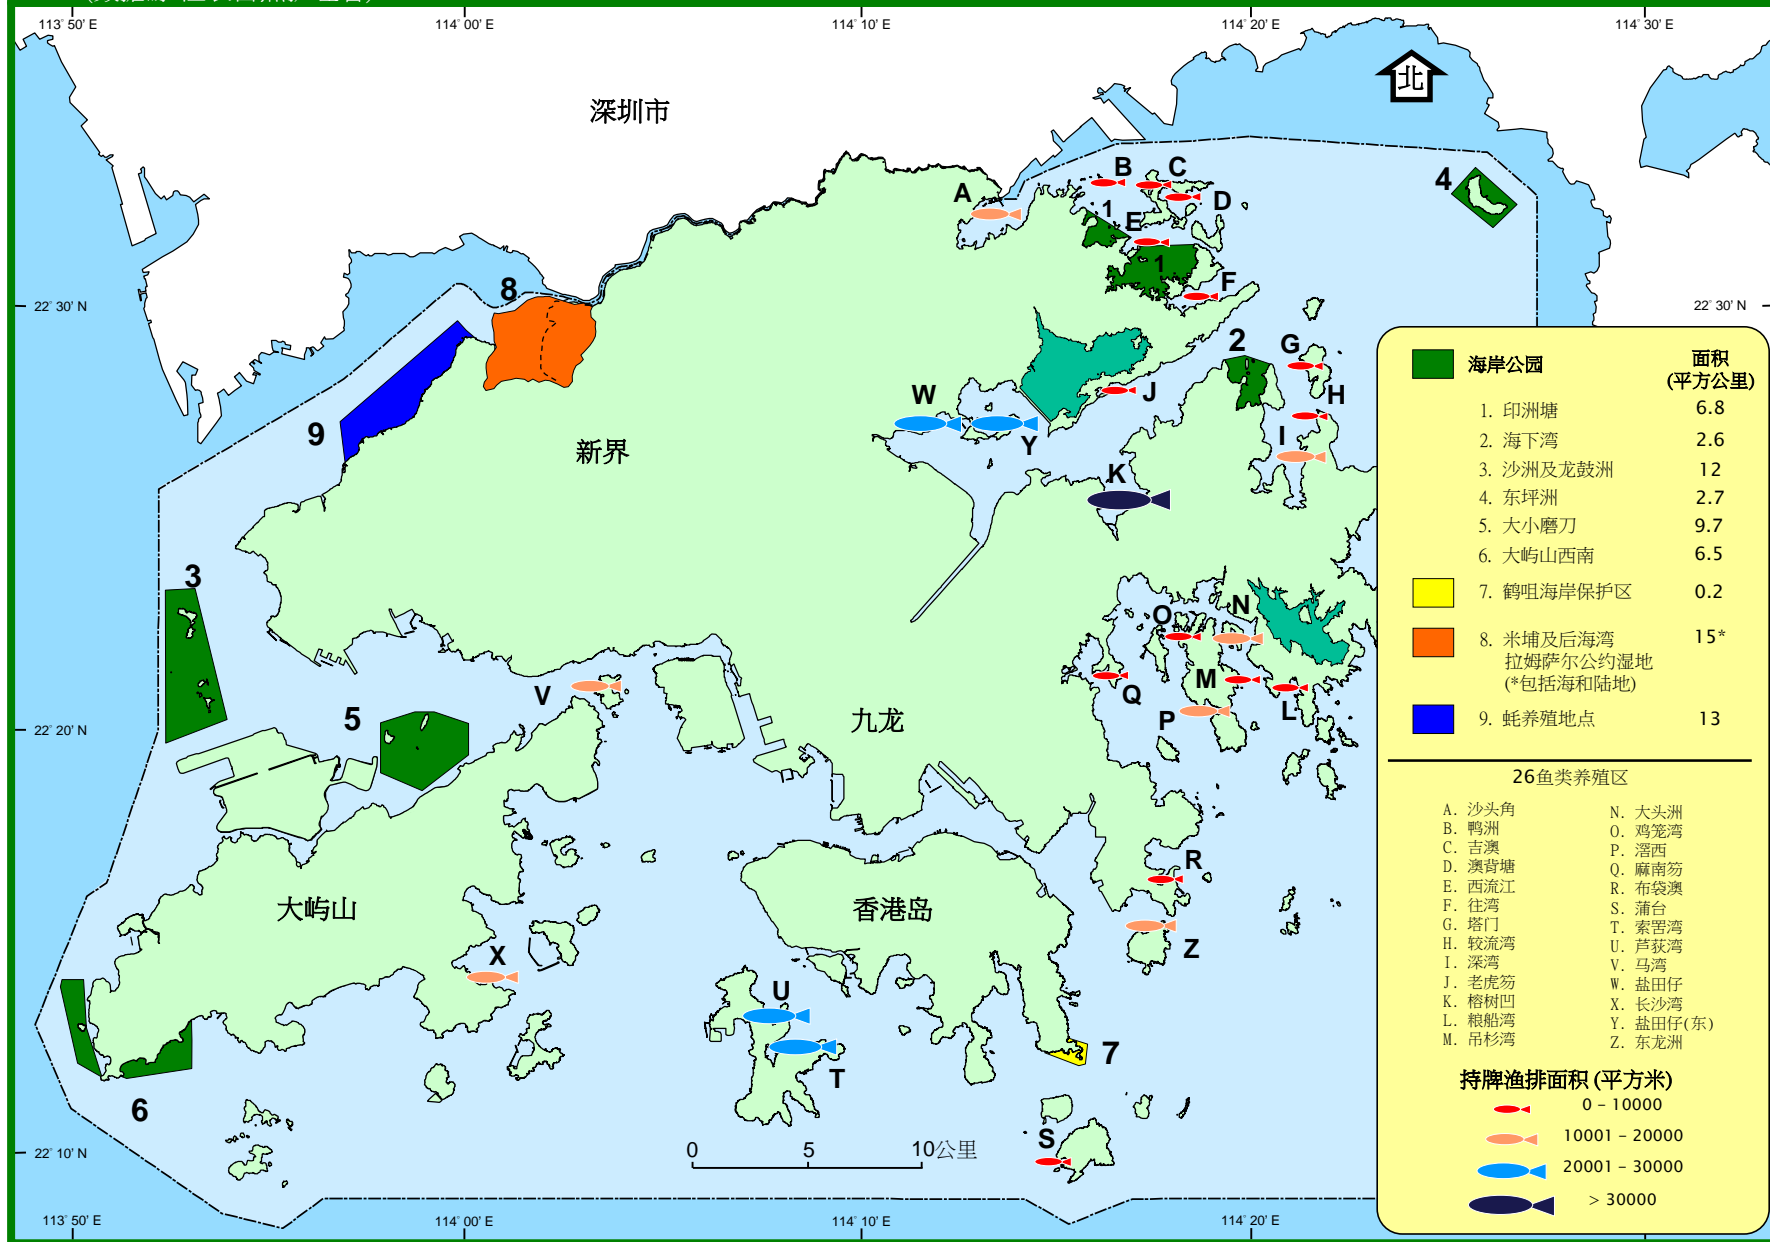 113° 50' E
114° 00' E
114° 10' E
114° 20' E
114° 30' E
北
深圳市
B
C
A
D
4
1
E
1
F
8
22° 30' N
22° 30' N
2
G
J
H
W
9
Y
I
新界
K
3
O
N
M
Q
V
L
5
P
九龙
22° 20' N
R
大屿山
香港岛
Z
X
U
7
T
6
S
22° 10' N
0 5 10公里
113° 50' E
114° 00' E
114° 10' E
114° 20' E
海岸公园
面积
(平方公里)
1. 印洲塘 6.8
2. 海下湾 2.6
3. 沙洲及龙鼓洲 12
4. 东坪洲 2.7
5. 大小磨刀 9.7
6. 大屿山西南 6.5
7. 鹤咀海岸保护区 0.2
8. 米埔及后海湾 15*
拉姆萨尔公约湿地
(*包括海和陆地)
9. 蚝养殖地点 13
26鱼类养殖区
A. 沙头角
B. 鸭洲
C. 吉澳
D. 澳背塘
E. 西流江
F. 往湾
G. 塔门
H. 较流湾
I. 深湾
J. 老虎笏
K. 榕树凹
L. 粮船湾
M. 吊杉湾
N. 大头洲
O. 鸡笼湾
P. 滘西
Q. 麻南笏
R. 布袋澳
S. 蒲台
T. 索罟湾
U. 芦荻湾
V. 马湾
W. 盐田仔
X. 长沙湾
Y. 盐田仔(东)
Z. 东龙洲
持牌渔排面积 (平方米)
0 - 10000
10001 - 20000
20001 - 30000
> 30000